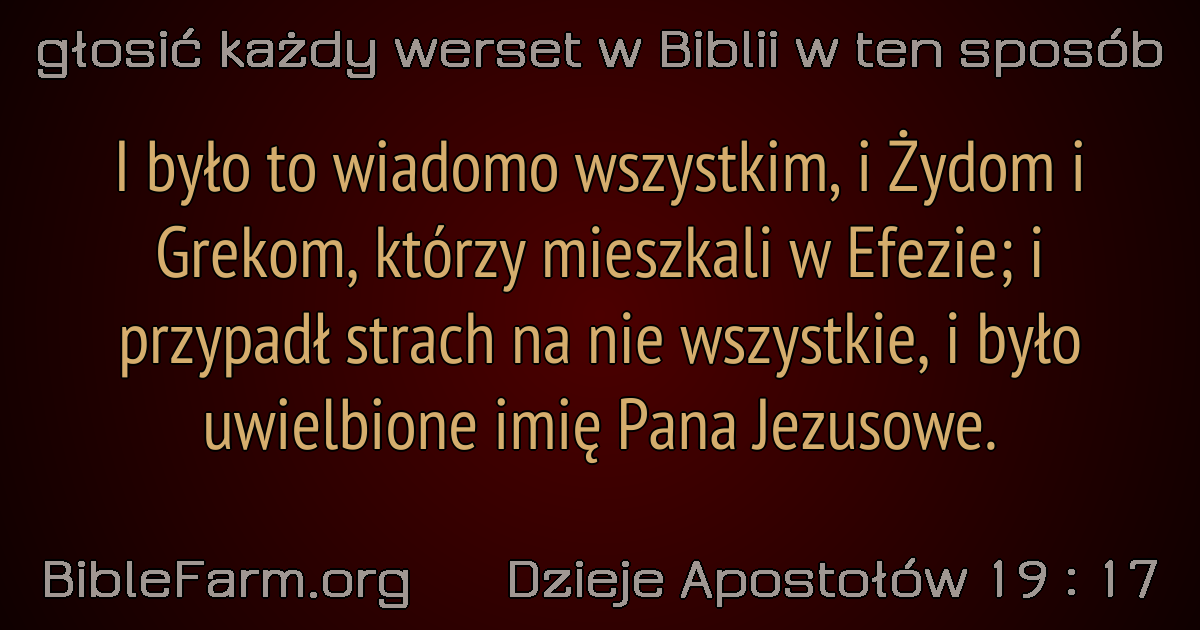 głosić każdy werset w Biblii w ten sposób
I było to wiadomo wszystkim, i Żydom i
Grekom, którzy mieszkali w Efezie; i
przypadł strach na nie wszystkie, i było
uwielbione imię Pana Jezusowe.
BibleFarm.org Dzieje Apostołów 19 : 17